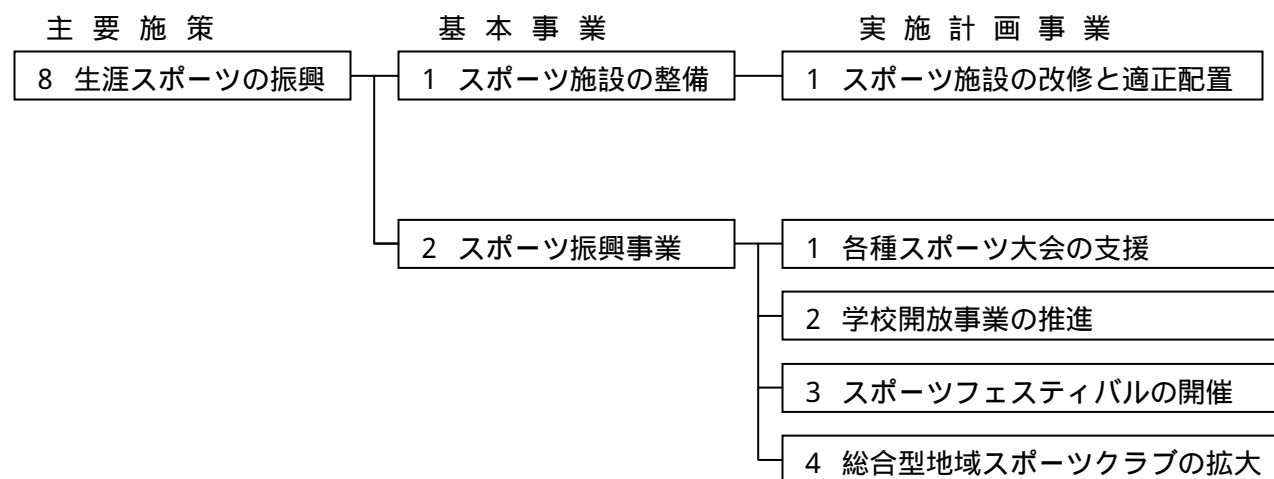 主要施策 基本事業 実施計画事業
8 生涯スポーツの振興 1 スポーツ施設の整備 1 スポーツ施設の改修と適正配置
2 スポーツ振興事業 1 各種スポーツ大会の支援
2 学校開放事業の推進
3 スポーツフェスティバルの開催
4 総合型地域スポーツクラブの拡大